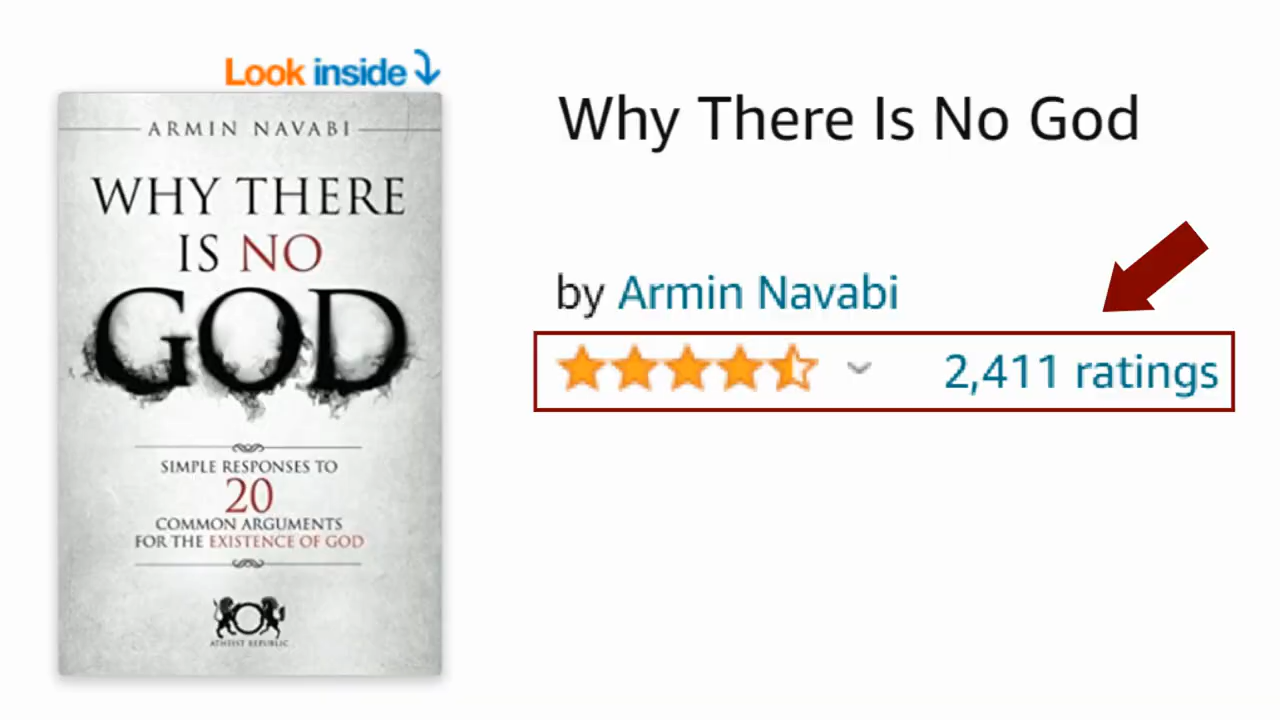 Look inside
ARMIN NAVABI
WHY THERE
IS NO
GOD
SIMPLE RESPONSES TO
20
COMMON ARGUMENTS
FOR THE EXISTENCE OF GOD
ATHEIST REPUBLIC
Why There Is No God
by Armin Navabi
2,411 ratings